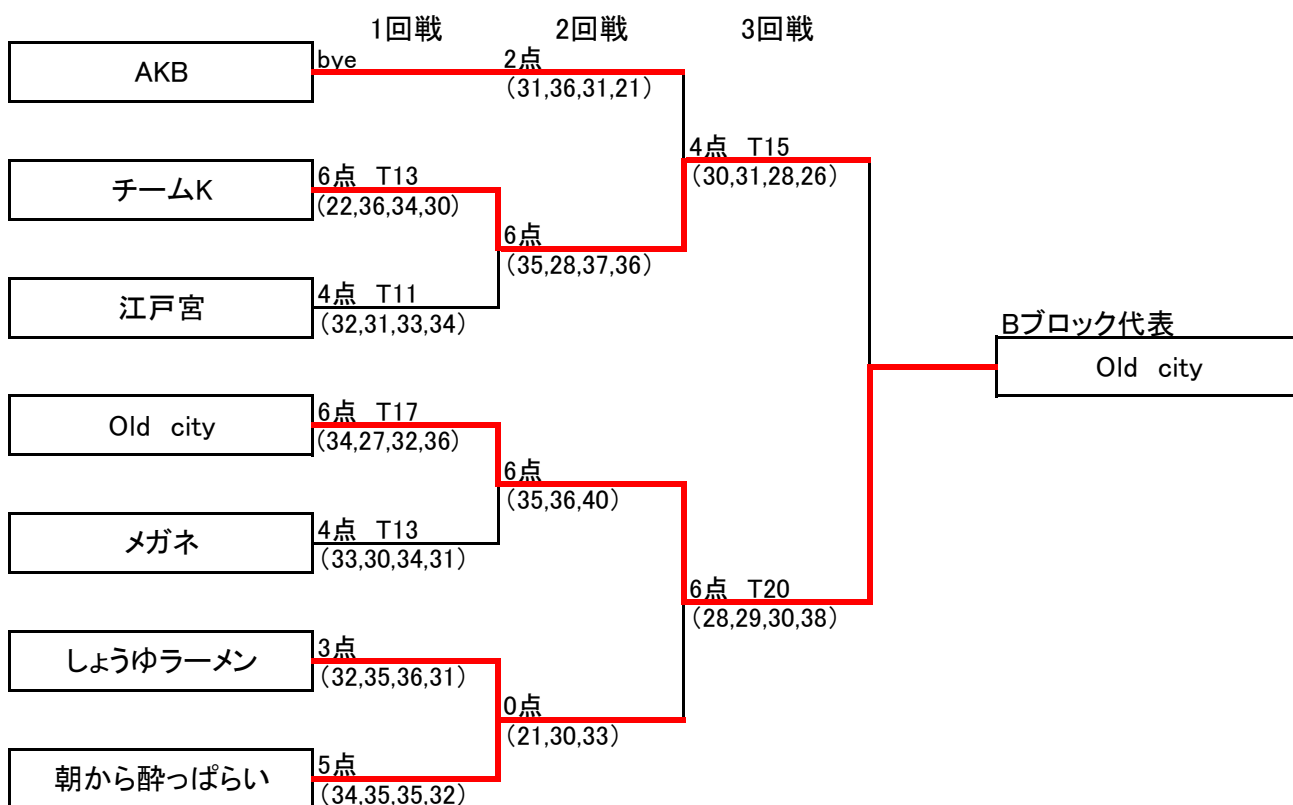 1回戦 2回戦 3回戦
AKB bye 2点
(31,36,31,21)
4点 T15
チームK 6点 T13
(30,31,28,26)
(22,36,34,30)
6点
(35,28,37,36)
江戸宮 4点 T11
(32,31,33,34)
Bブロック代表
Old city
Old city 6点 T17
(34,27,32,36)
6点
(35,36,40)
メガネ 4点 T13
(33,30,34,31)
6点 T20
(28,29,30,38)
しょうゆラーメン 3点
(32,35,36,31)
0点
(21,30,33)
朝から酔っぱらい 5点
(34,35,35,32)